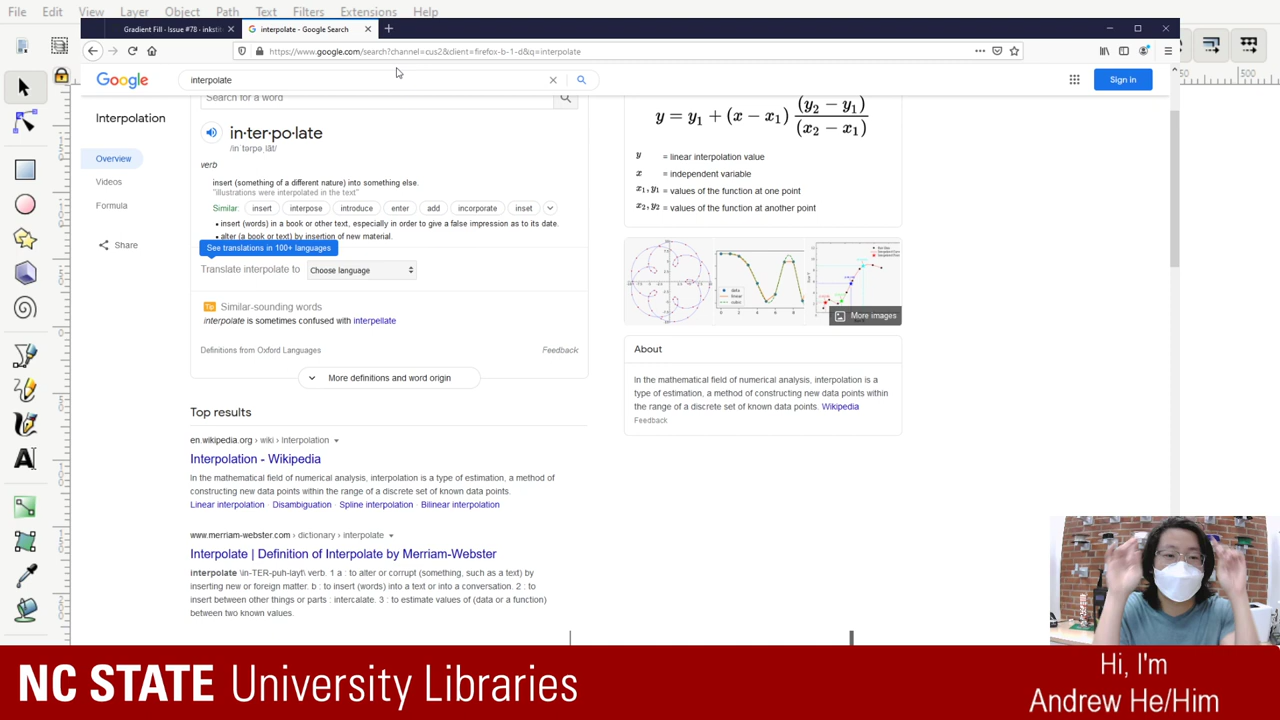 File Edit View Layer Object Path Text Filters Extensions Help
Gradient Fill - Issue #78 - inksti
interpolate - Google Search
https://www.google.com/search?channel=cus2&client=firefox-b-1-d&q=interpolate
Google
interpolate
Sign in
500
Interpolation
Overview
Videos
Formula
Share
Search for a word
in·ter·po·late
/inˈtərpəˌlāt/
verb
insert (something of a different nature) into something else.
"illustrations were interpolated in the text"
Similar: insert interpose introduce enter add incorporate inset
• insert (words) in a book or other text, especially in order to give a false impression as to its date.
• alter (a book or text) by insertion of new material.
See translations in 100+ languages
Translate interpolate to Choose language
Tip Similar-sounding words
interpolate is sometimes confused with interpellate
Definitions from Oxford Languages Feedback
More definitions and word origin
Top results
en.wikipedia.org › wiki › Interpolation
Interpolation - Wikipedia
In the mathematical field of numerical analysis, interpolation is a type of estimation, a method of
constructing new data points within the range of a discrete set of known data points.
Linear interpolation · Disambiguation · Spline interpolation · Bilinear interpolation
www.merriam-webster.com › dictionary › interpolate
Interpolate | Definition of Interpolate by Merriam-Webster
interpolate \in-TER-puh-layt\ verb. 1 a : to alter or corrupt (something, such as a text) by
inserting new or foreign matter. b : to insert (words) into a text or into a conversation. 2 : to
insert between other things or parts : intercalate. 3 : to estimate values of (data or a function)
between two known values.
y = y₁ + (x − x₁) (y₂ − y₁)
(x₂ − x₁)
y = linear interpolation value
x = independent variable
x₁, y₁ = values of the function at one point
x₂, y₂ = values of the function at another point
More images
About
In the mathematical field of numerical analysis, interpolation is a
type of estimation, a method of constructing new data points within
the range of a discrete set of known data points. Wikipedia
Feedback
NC STATE University Libraries
Hi, I'm
Andrew He/Him